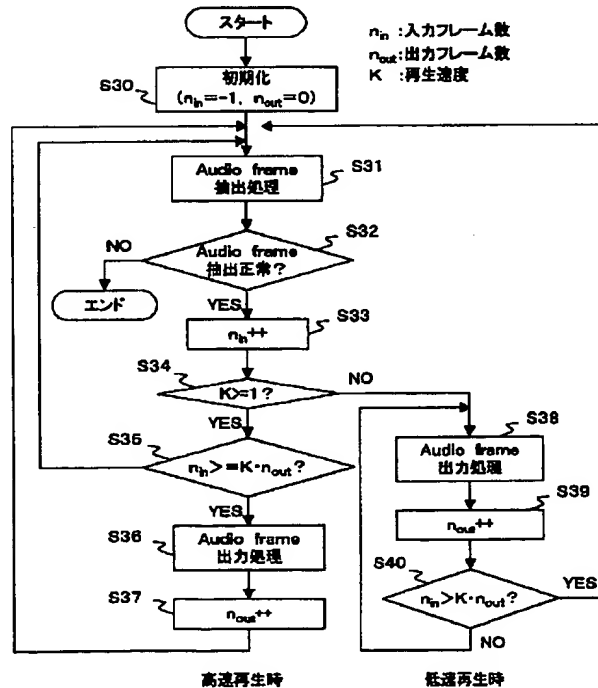 スタート
n_in :入力フレーム数
n_out :出力フレーム数
K :再生速度
S30
初期化
(n_in=-1, n_out=0)
Audio frame
抽出処理
S31
Audio frame
抽出正常?
S32
NO
エンド
YES
n_in++
S33
S34
K>=1?
NO
YES
S35
n_in>=K·n_out?
YES
S36
Audio frame
出力処理
S37
n_out++
S38
Audio frame
出力処理
S39
n_out++
S40
n_in>K·n_out?
YES
NO
高速再生時
低速再生時